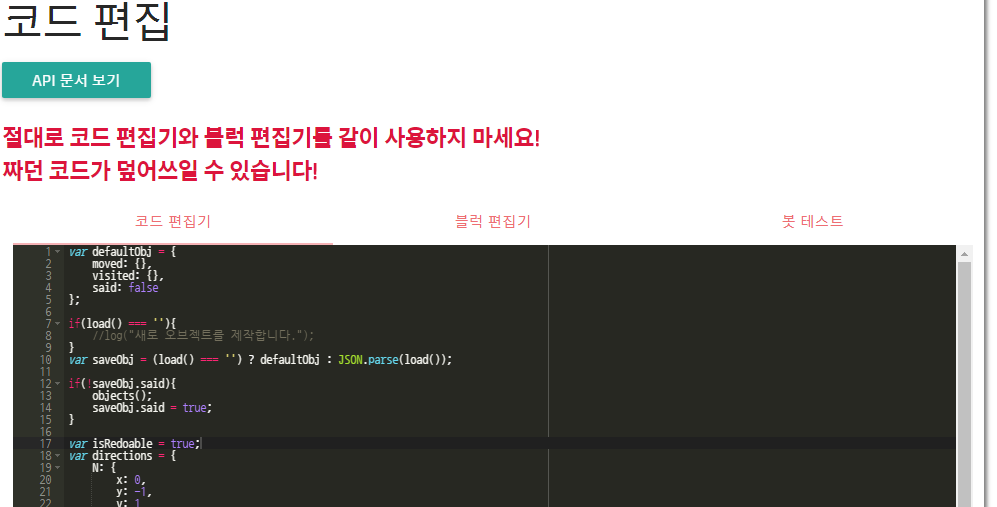 코드 편집
API 문서 보기
절대로 코드 편집기와 블럭 편집기를 같이 사용하지 마세요!
짜던 코드가 덮어쓰일 수 있습니다!
코드 편집기 블럭 편집기 봇 테스트
1 var defaultObj = {
2 moved: {},
3 visited: {},
4 said: false
5 };
6
7 if(load() === ''){
8 //log("새로 오브젝트를 제작합니다.");
9 }
10 var saveObj = (load() === '') ? defaultObj : JSON.parse(load());
11
12 if(!saveObj.said){
13 objects();
14 saveObj.said = true;
15 }
16
17 var isRedoable = true;
18 var directions = {
19 N: {
20 x: 0,
21 y: -1,
22 v: 1